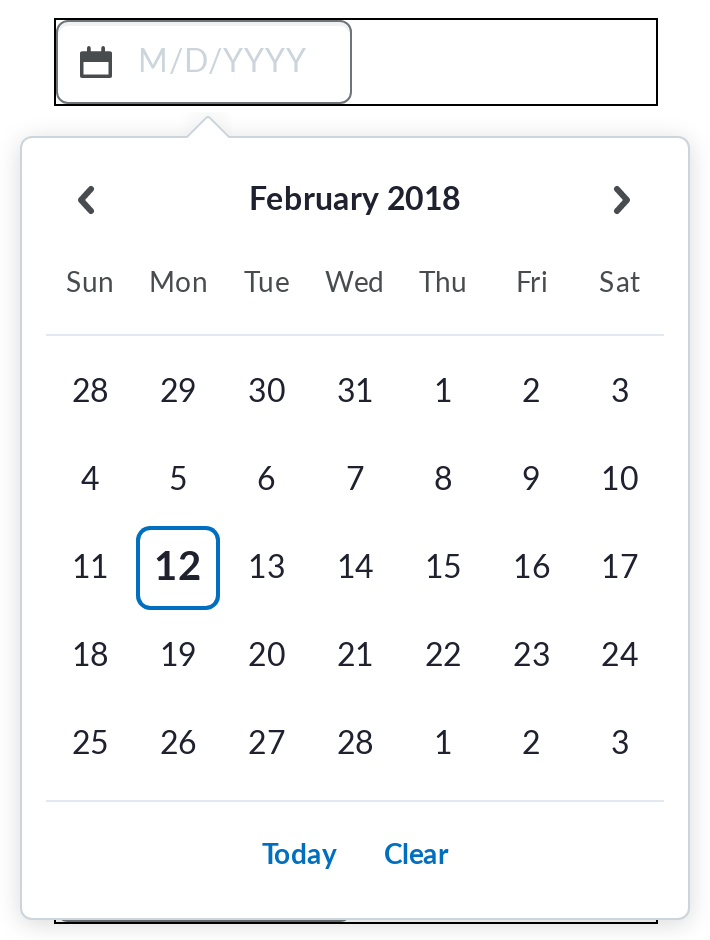 M/D/YYYY
February 2018
Sun Mon Tue Wed Thu Fri Sat
28 29 30 31 1 2 3
4 5 6 7 8 9 10
11 12 13 14 15 16 17
18 19 20 21 22 23 24
25 26 27 28 1 2 3
Today Clear